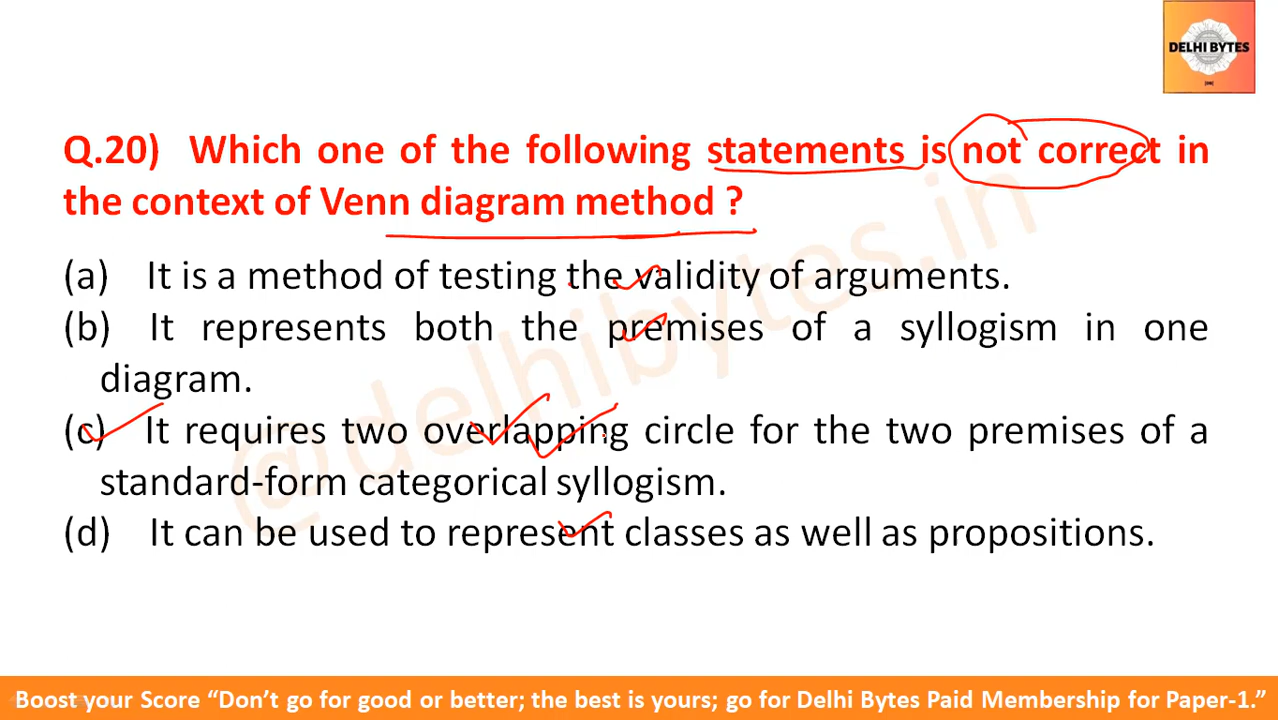 DELHI BYTES
Q.20) Which one of the following statements is not correct in
the context of Venn diagram method ?
(a) It is a method of testing the validity of arguments.
(b) It represents both the premises of a syllogism in one
diagram.
(c) It requires two overlapping circle for the two premises of a
standard-form categorical syllogism.
(d) It can be used to represent classes as well as propositions.
@delhibytes.in
Boost your Score “Don’t go for good or better; the best is yours; go for Delhi Bytes Paid Membership for Paper-1.”